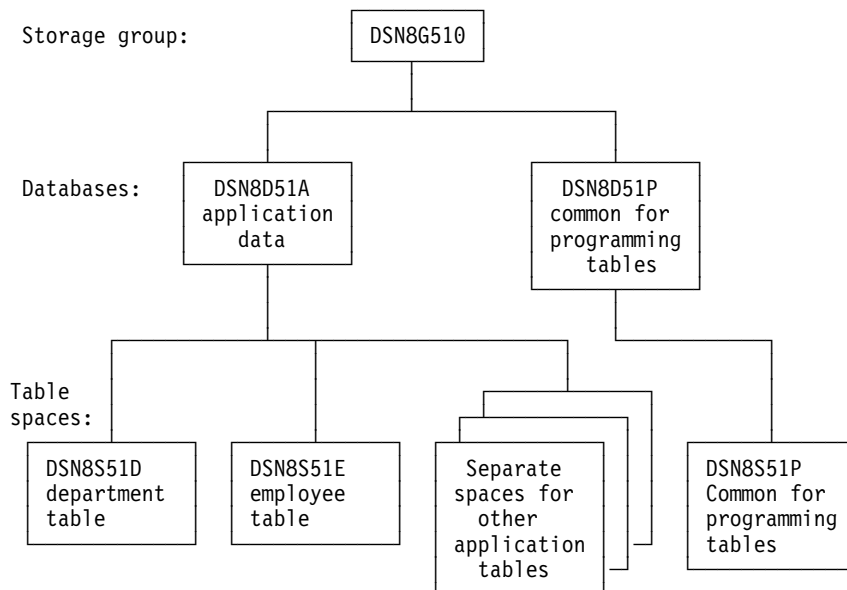 Storage group:
DSN8G510
Databases:
DSN8D51A
application
data
DSN8D51P
common for
programming
tables
Table
spaces:
DSN8S51D
department
table
DSN8S51E
employee
table
Separate
spaces for
other
application
tables
DSN8S51P
Common for
programming
tables